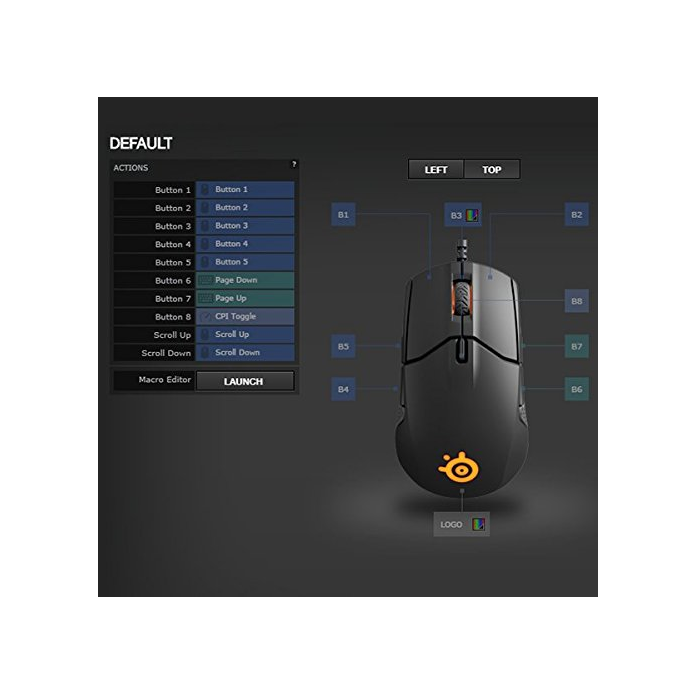 DEFAULT
ACTIONS ?
Button 1 Button 1
Button 2 Button 2
Button 3 Button 3
Button 4 Button 4
Button 5 Button 5
Button 6 Page Down
Button 7 Page Up
Button 8 CPI Toggle
Scroll Up Scroll Up
Scroll Down Scroll Down
Macro Editor LAUNCH
LEFT TOP
B1 B3 B2
B8
B5 B7
B4 B6
LOGO